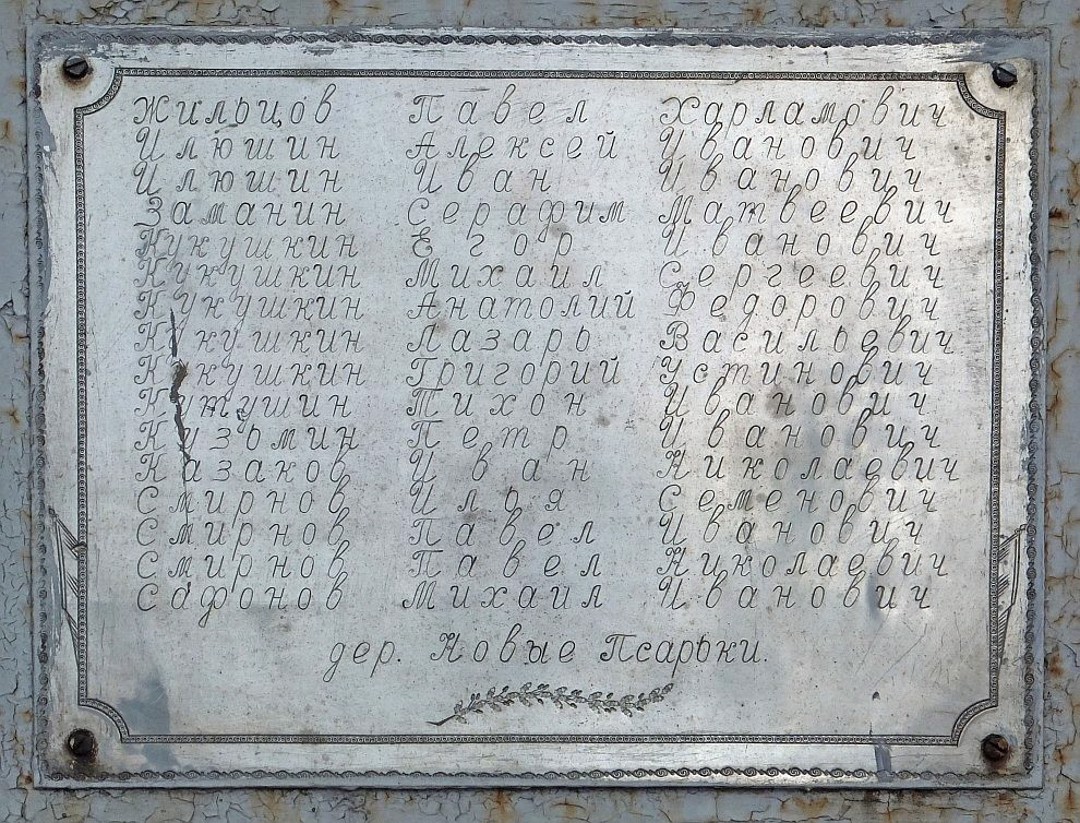 Жильцов Павел Харламович
Илюшин Алексей Иванович
Илюшин Иван Иванович
Заманин Серафим Матвеевич
Кукушкин Егор Иванович
Кукушкин Михаил Сергеевич
Кукушкин Анатолий Федорович
Кукушкин Лазарь Васильевич
Кукушкин Григорий Устинович
Кутушин Тихон Иванович
Кузьмин Петр Иванович
Казаков Иван Николаевич
Смирнов Илья Семенович
Смирнов Павел Иванович
Смирнов Павел Николаевич
Сафонов Михаил Иванович
дер. Новые Псарьки.